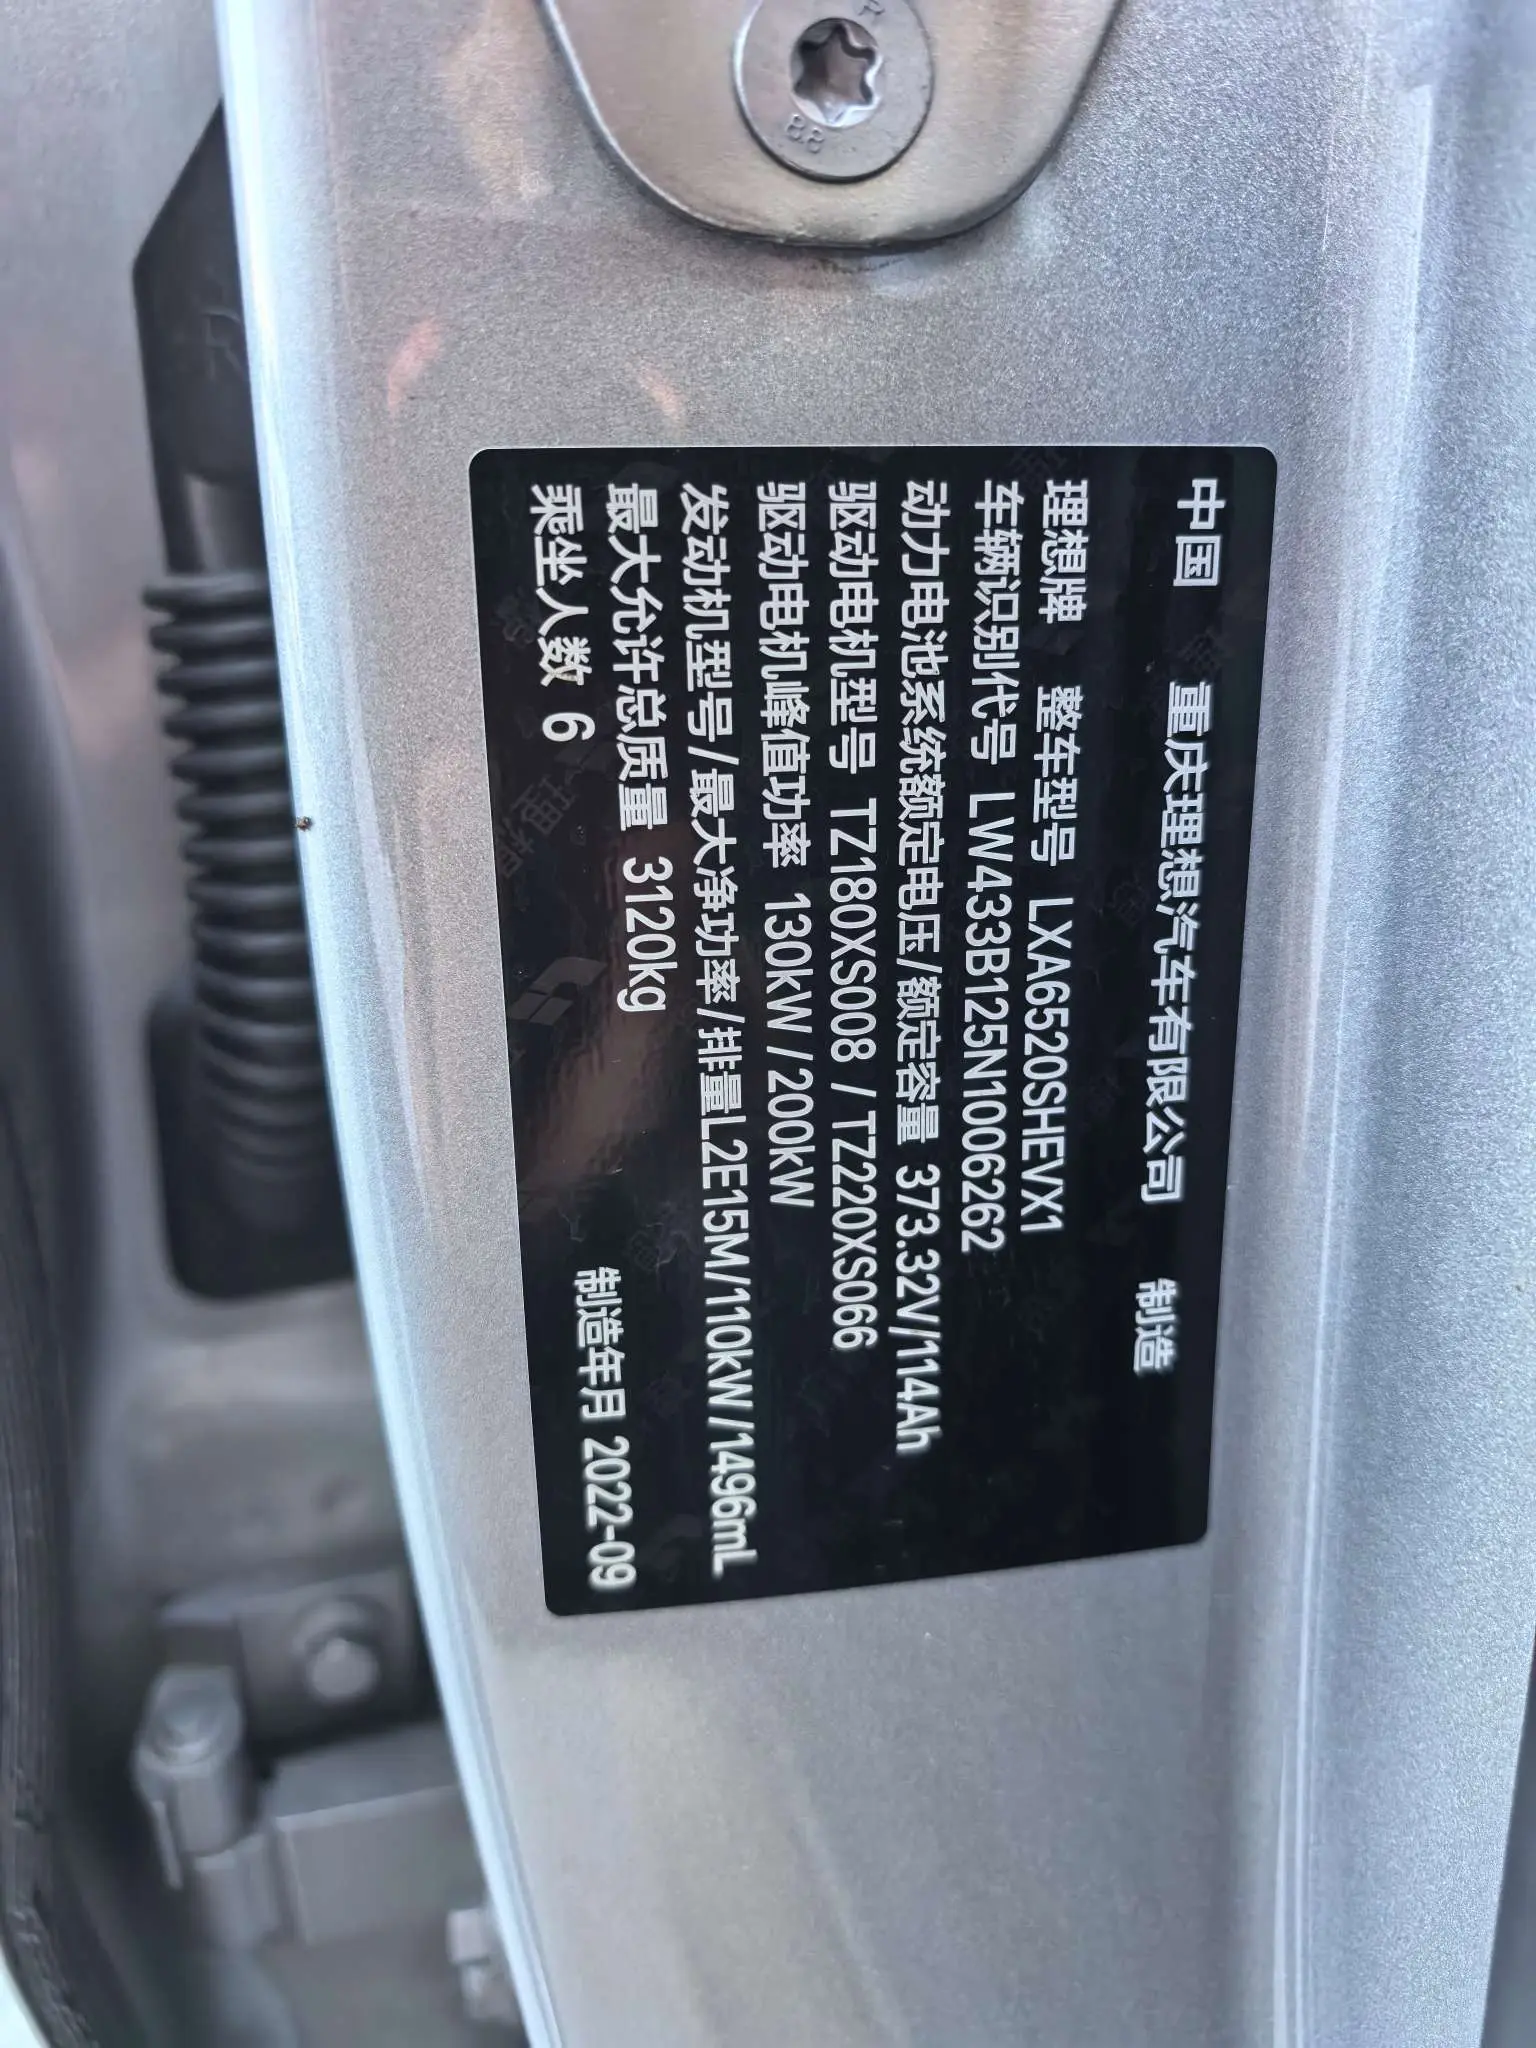 中国 重庆理想汽车有限公司 制造
理想牌 整车型号 LXA6520SHEVX1
车辆识别代号 LW433B125N1006262
动力电池系统额定电压/额定容量 373.32V/114Ah
驱动电机型号 TZ180XS008 / TZ220XS066
驱动电机峰值功率 130kW / 200kW
发动机型号/最大净功率/排量L2E15M/110kW/1496mL
最大允许总质量 3120kg
乘坐人数 6 制造年月 2022-09
8.8